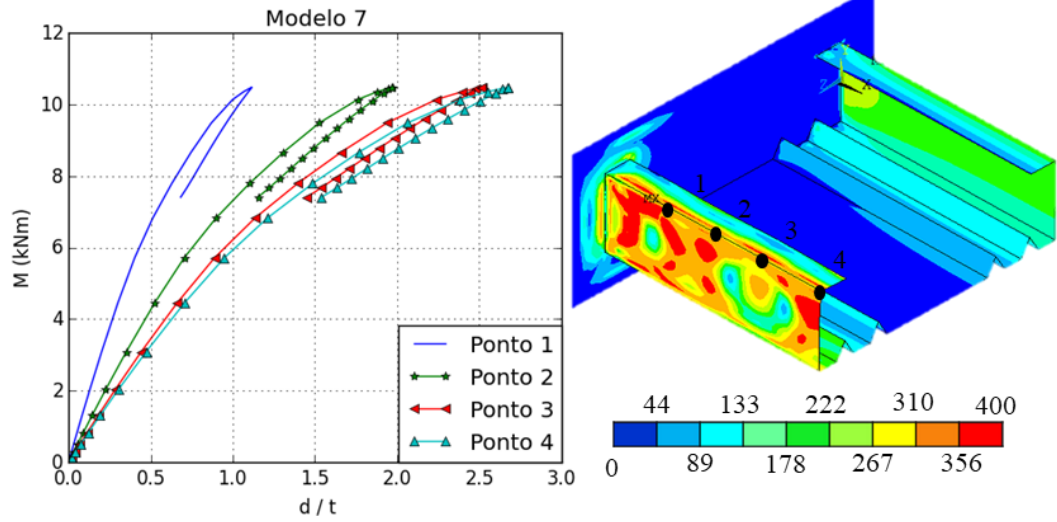 Modelo 7
M (kNm)
12
10
8
6
4
2
0
0.0 0.5 1.0 1.5 2.0 2.5 3.0
d / t
Ponto 1
Ponto 2
Ponto 3
Ponto 4
Z X
MX
1
2
3
4
44 133 222 310 400
0 89 178 267 356